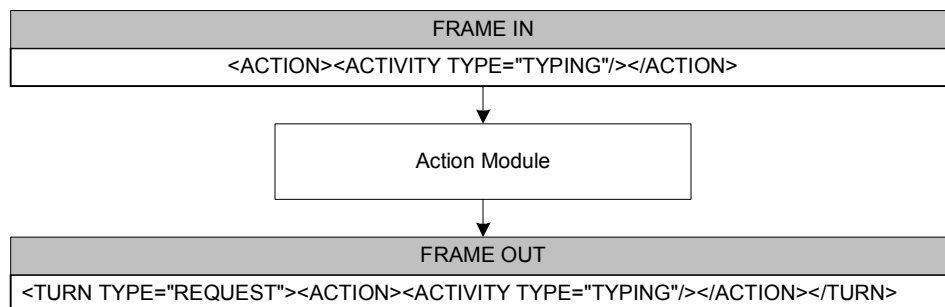 FRAME IN
<ACTION><ACTIVITY TYPE="TYPING"/></ACTION>
Action Module
FRAME OUT
<TURN TYPE="REQUEST"><ACTION><ACTIVITY TYPE="TYPING"/></ACTION></TURN>